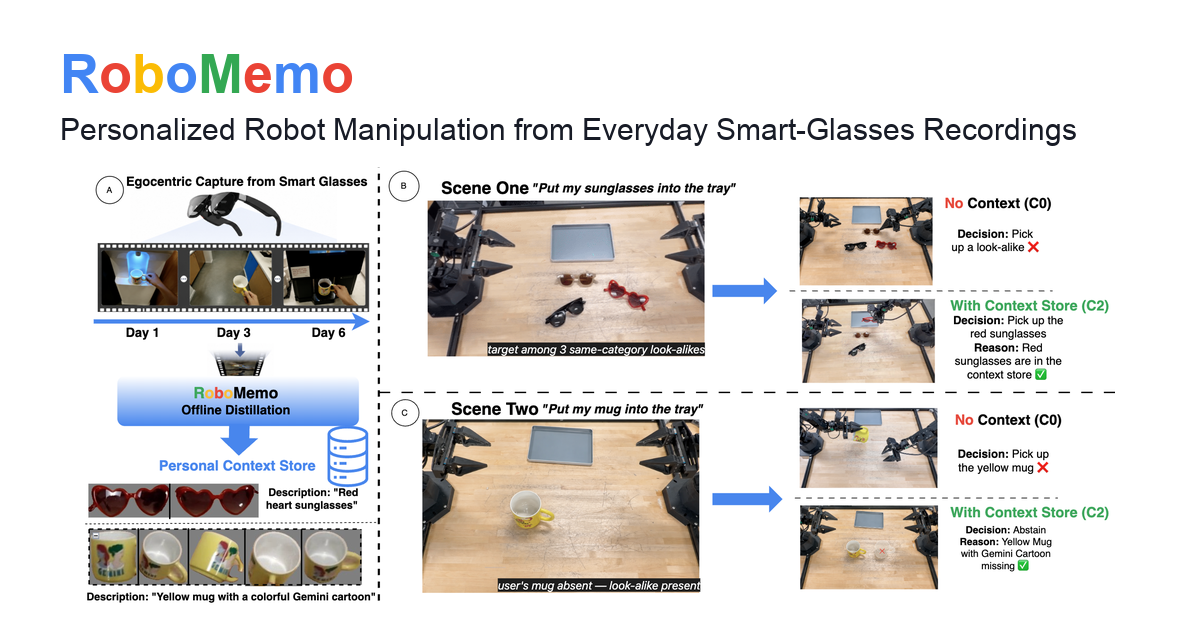 RoboMemo
Personalized Robot Manipulation from Everyday Smart-Glasses Recordings
A
Egocentric Capture from Smart Glasses
Day 1
Day 3
Day 6
RoboMemo
Offline Distillation
Personal Context Store
Description: "Red
heart sunglasses"
GEMINI
Description: "Yellow mug with a colorful Gemini cartoon"
B
Scene One "Put my sunglasses into the tray"
target among 3 same-category look-alikes
No Context (C0)
Decision: Pick
up a look-alike ❌
With Context Store (C2)
Decision: Pick up the
red sunglasses
Reason: Red
sunglasses are in the
context store ✅
C
Scene Two "Put my mug into the tray"
user's mug absent — look-alike present
No Context (C0)
Decision: Pick up
the yellow mug ❌
With Context Store (C2)
Decision: Abstain
Reason: Yellow Mug
with Gemini Cartoon
missing ✅